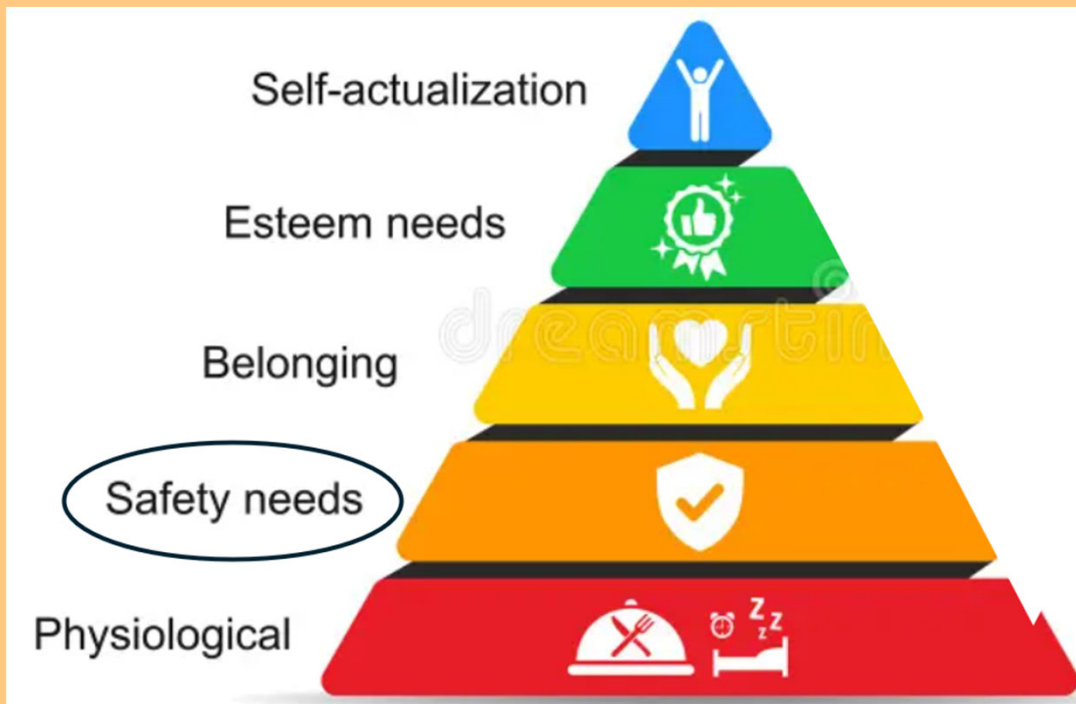 Self-actualization
Esteem needs
Belonging
Safety needs
Physiological
z
Z
Z